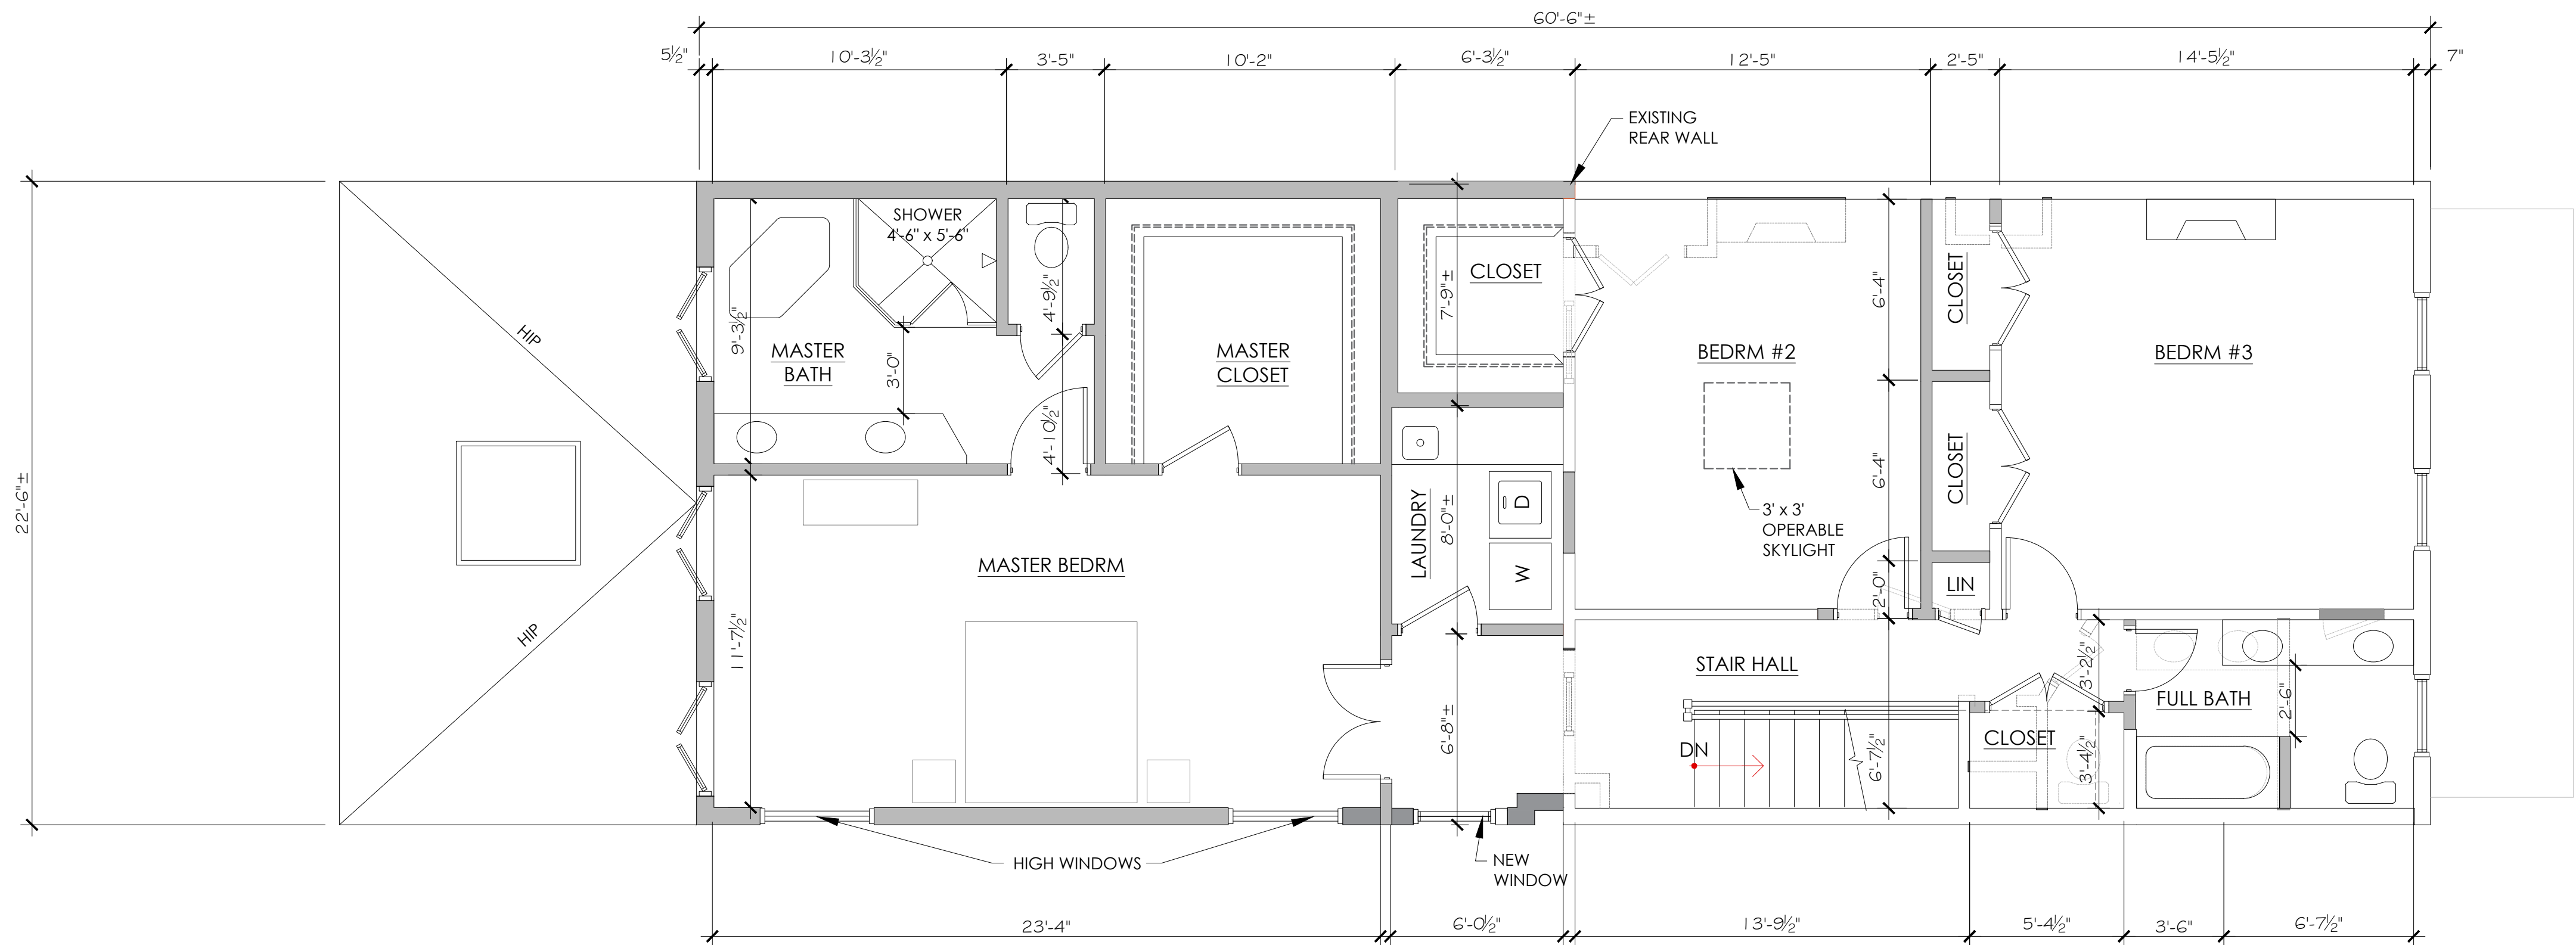 60'-6"±
5½"
10'-3½"
3'-5"
10'-2"
6'-3½"
12'-5"
2'-5"
14'-5½"
7"
EXISTING
REAR WALL
SHOWER
4'-6" x 5'-6"
CLOSET
7'-9"±
4'-9½"
9'-3½"
6'-4"
CLOSET
HIP
MASTER
BATH
3'-0"
MASTER
CLOSET
BEDRM #2
BEDRM #3
4'-10½"
6'-4"
CLOSET
22'-6"±
LAUNDRY
8'-0"±
D
W
3' x 3'
OPERABLE
SKYLIGHT
MASTER BEDRM
2'-0"
LIN
HIP
11'-7½"
STAIR HALL
3'-2½"
FULL BATH
2'-6"
6'-8"±
DN
6'-7½"
CLOSET
3'-4½"
HIGH WINDOWS
NEW
WINDOW
23'-4"
6'-0½"
13'-9½"
5'-4½"
3'-6"
6'-7½"